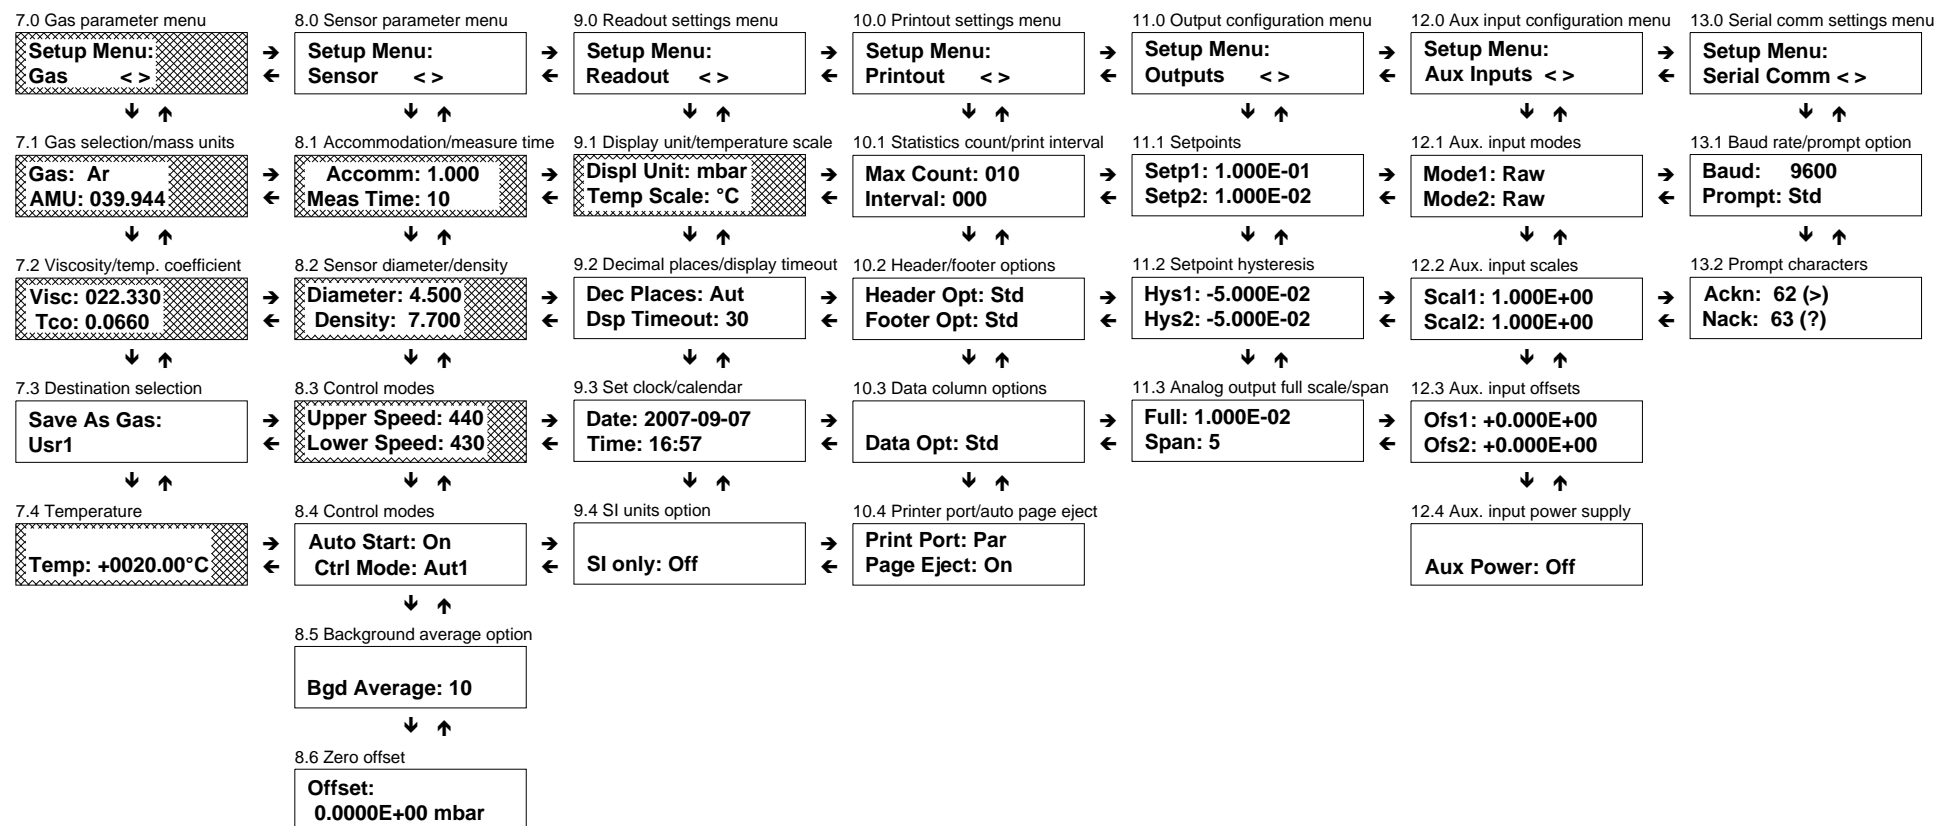 7.0 Gas parameter menu
Setup Menu:
Gas < >
8.0 Sensor parameter menu
Setup Menu:
Sensor < >
9.0 Readout settings menu
Setup Menu:
Readout < >
10.0 Printout settings menu
Setup Menu:
Printout < >
11.0 Output configuration menu
Setup Menu:
Outputs < >
12.0 Aux input configuration menu
Setup Menu:
Aux Inputs < >
13.0 Serial comm settings menu
Setup Menu:
Serial Comm < >
7.1 Gas selection/mass units
Gas: Ar
AMU: 039.944
8.1 Accommodation/measure time
Accomm: 1.000
Meas Time: 10
9.1 Display unit/temperature scale
Displ Unit: mbar
Temp Scale: °C
10.1 Statistics count/print interval
Max Count: 010
Interval: 000
11.1 Setpoints
Setp1: 1.000E-01
Setp2: 1.000E-02
12.1 Aux. input modes
Mode1: Raw
Mode2: Raw
13.1 Baud rate/prompt option
Baud: 9600
Prompt: Std
7.2 Viscosity/temp. coefficient
Visc: 022.330
Tco: 0.0660
8.2 Sensor diameter/density
Diameter: 4.500
Density: 7.700
9.2 Decimal places/display timeout
Dec Places: Aut
Dsp Timeout: 30
10.2 Header/footer options
Header Opt: Std
Footer Opt: Std
11.2 Setpoint hysteresis
Hys1: -5.000E-02
Hys2: -5.000E-02
12.2 Aux. input scales
Scal1: 1.000E+00
Scal2: 1.000E+00
13.2 Prompt characters
Ackn: 62 (>)
Nack: 63 (?)
7.3 Destination selection
Save As Gas:
Usr1
8.3 Control modes
Upper Speed: 440
Lower Speed: 430
9.3 Set clock/calendar
Date: 2007-09-07
Time: 16:57
10.3 Data column options
Data Opt: Std
11.3 Analog output full scale/span
Full: 1.000E-02
Span: 5
12.3 Aux. input offsets
Ofs1: +0.000E+00
Ofs2: +0.000E+00
7.4 Temperature
Temp: +0020.00°C
8.4 Control modes
Auto Start: On
Ctrl Mode: Aut1
9.4 SI units option
SI only: Off
10.4 Printer port/auto page eject
Print Port: Par
Page Eject: On
12.4 Aux. input power supply
Aux Power: Off
8.5 Background average option
Bgd Average: 10
8.6 Zero offset
Offset:
0.0000E+00 mbar